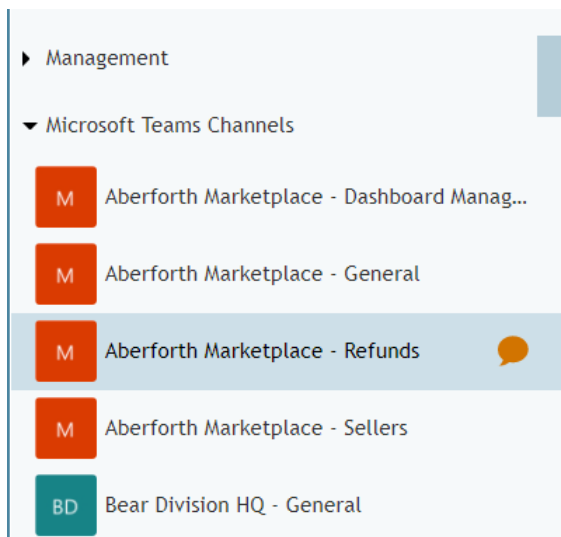 Management
Microsoft Teams Channels
M Aberforth Marketplace - Dashboard Manag...
M Aberforth Marketplace - General
M Aberforth Marketplace - Refunds
M Aberforth Marketplace - Sellers
BD Bear Division HQ - General